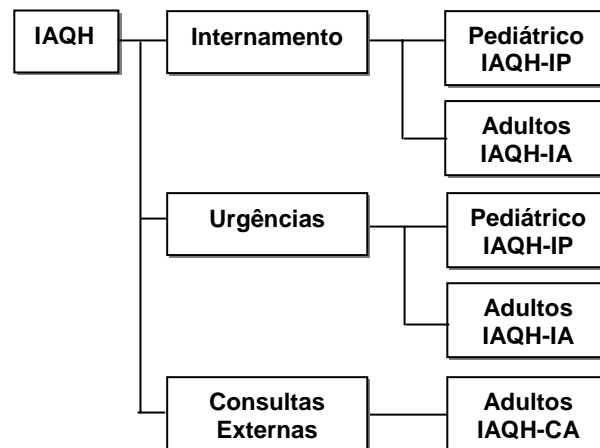 IAQH
Internamento
Pediátrico
IAQH-IP
Adultos
IAQH-IA
Urgências
Pediátrico
IAQH-IP
Adultos
IAQH-IA
Consultas
Externas
Adultos
IAQH-CA